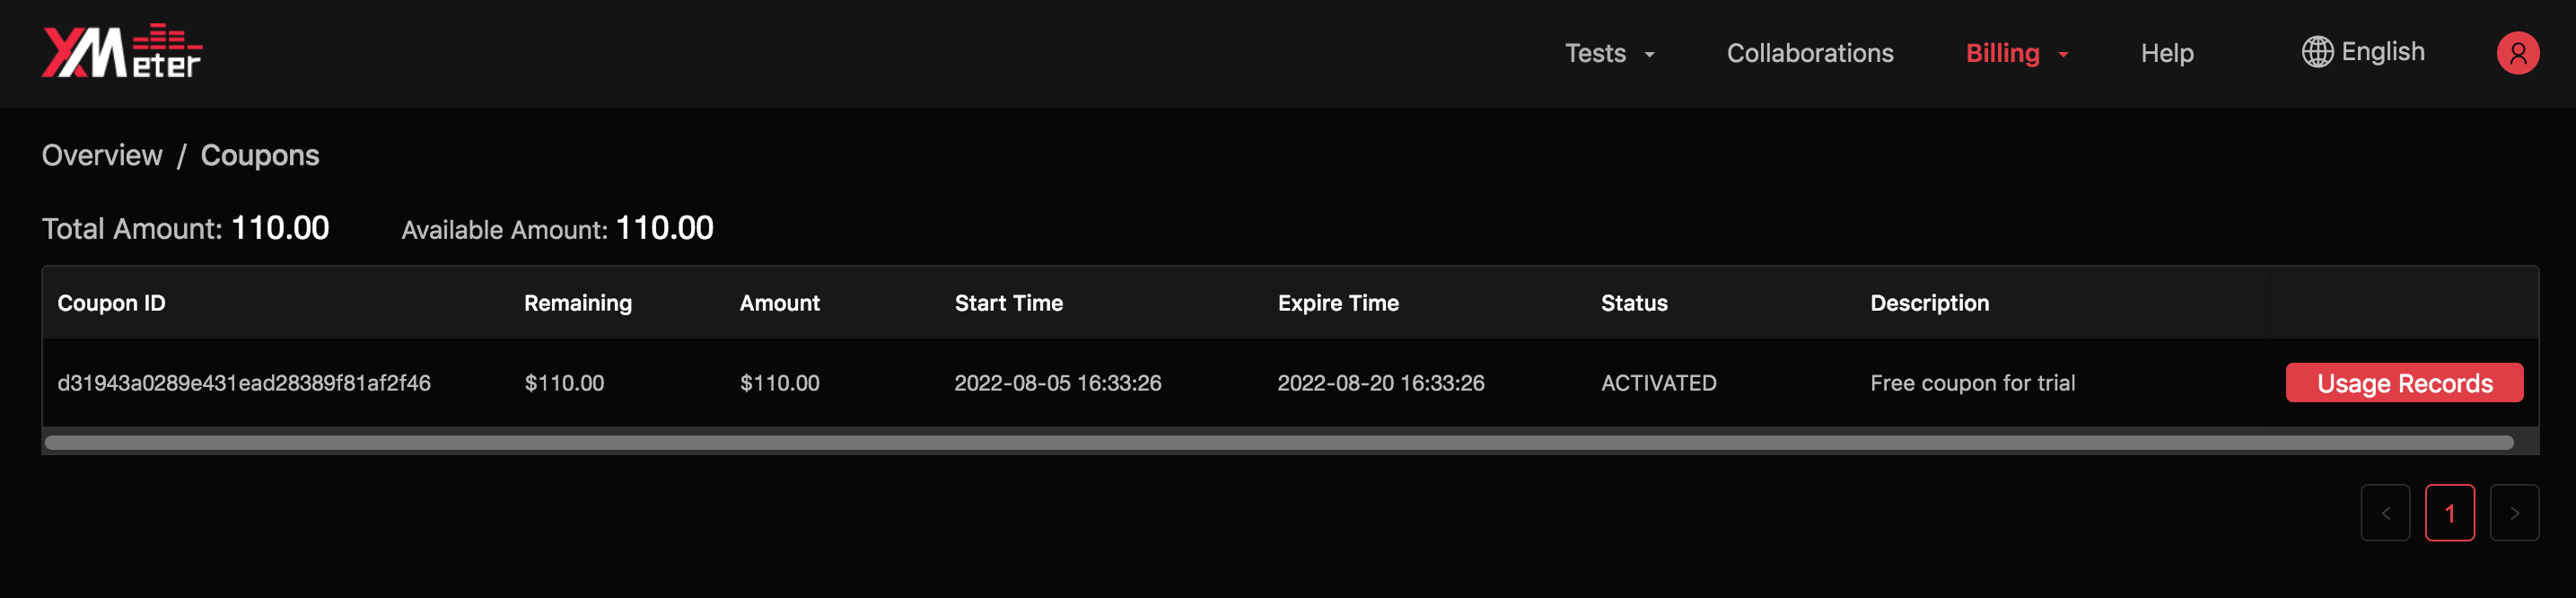 XMeter
Tests Collaborations Billing Help English
Overview / Coupons
Total Amount: 110.00 Available Amount: 110.00
Coupon ID Remaining Amount Start Time Expire Time Status Description
d31943a0289e431ead28389f81af2f46 $110.00 $110.00 2022-08-05 16:33:26 2022-08-20 16:33:26 ACTIVATED Free coupon for trial Usage Records
< 1 >